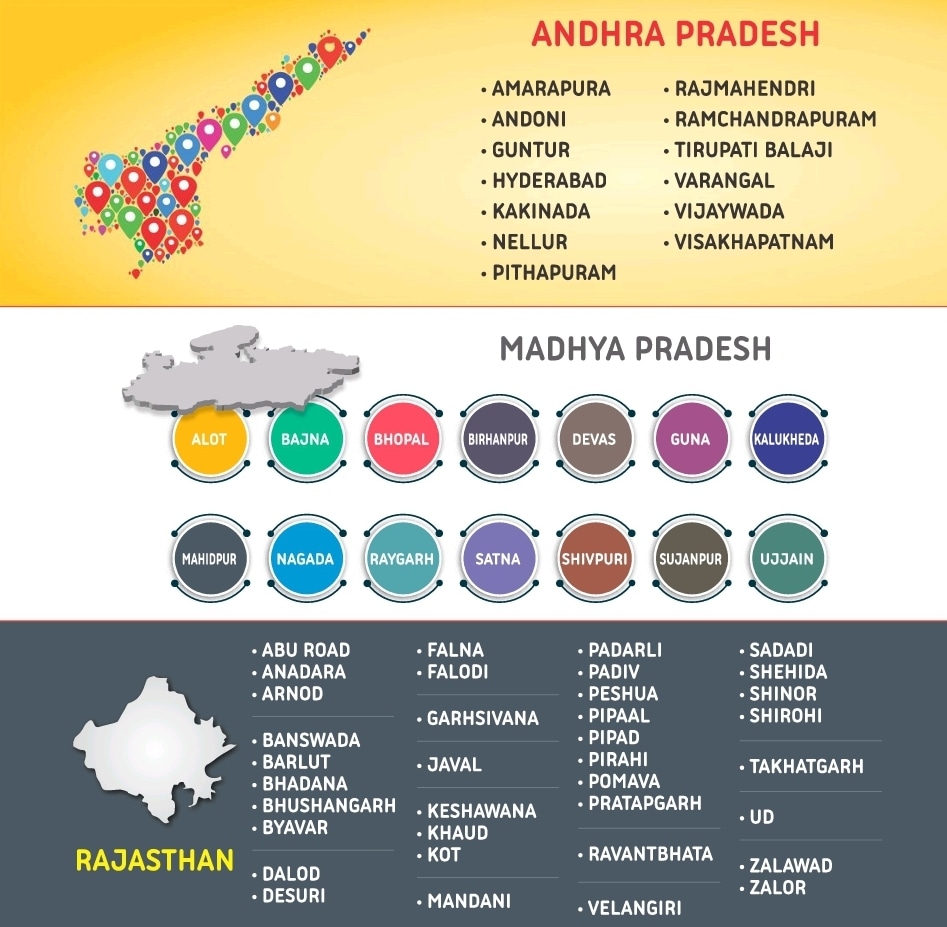 ANDHRA PRADESH
• AMARAPURA
• ANDONI
• GUNTUR
• HYDERABAD
• KAKINADA
• NELLUR
• PITHAPURAM
• RAJMAHENDRI
• RAMCHANDRAPURAM
• TIRUPATI BALAJI
• VARANGAL
• VIJAYWADA
• VISAKHAPATNAM
MADHYA PRADESH
ALOT
BAJNA
BHOPAL
BIRHANPUR
DEVAS
GUNA
KALUKHEDA
MAHIDPUR
NAGADA
RAYGARH
SATNA
SHIVPURI
SUJANPUR
UJJAIN
RAJASTHAN
• ABU ROAD
• ANADARA
• ARNOD
• BANSWADA
• BARLUT
• BHADANA
• BHUSHANGARH
• BYAVAR
• DALOD
• DESURI
• FALNA
• FALODI
• GARHSIVANA
• JAVAL
• KESHAWANA
• KHAUD
• KOT
• MANDANI
• PADARLI
• PADIV
• PESHUA
• PIPAAL
• PIPAD
• PIRAHI
• POMAVA
• PRATAPGARH
• RAVANTBHATA
• VELANGIRI
• SADADI
• SHEHIDA
• SHINOR
• SHIROHI
• TAKHATGARH
• UD
• ZALAWAD
• ZALOR